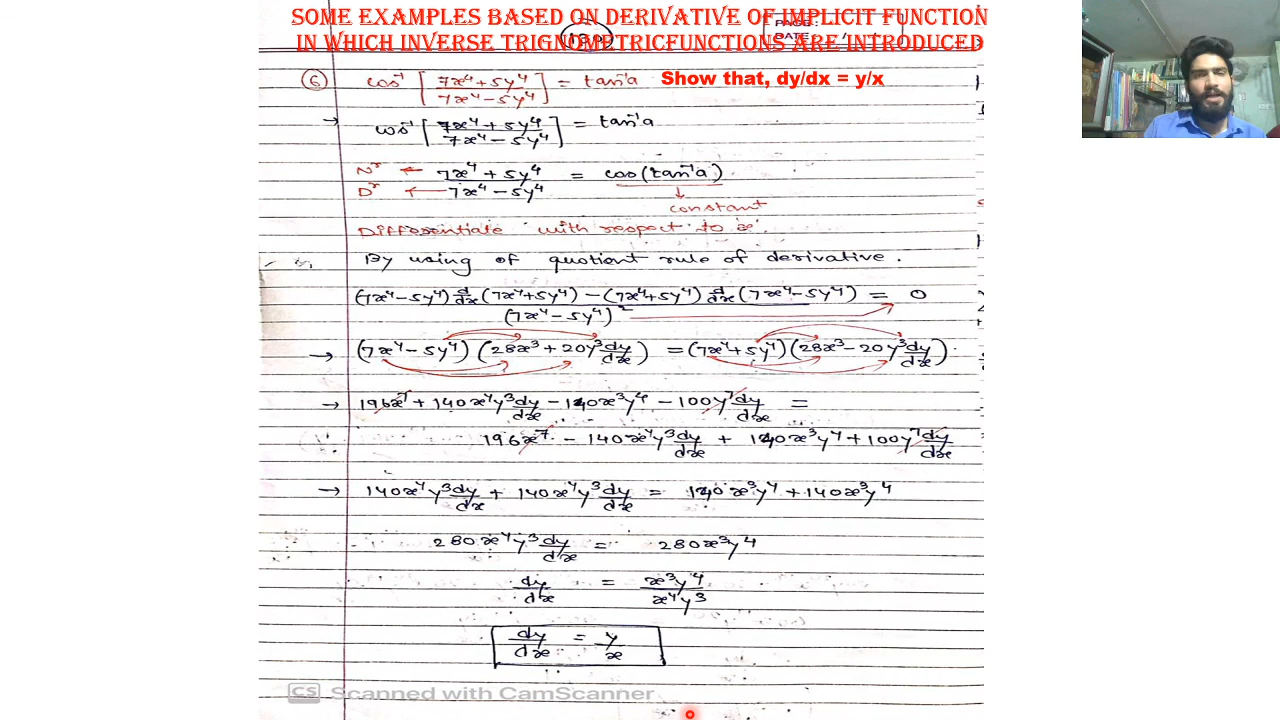 SOME EXAMPLES BASED ON DERIVATIVE OF IMPLICIT FUNCTION
IN WHICH INVERSE TRIGNOMETRICFUNCTIONS ARE INTRODUCED
PAGE :
DATE : / /
⑥ cos⁻¹ [ (7x⁴+5y⁴)/(7x⁴-5y⁴) ] = tan⁻¹a Show that, dy/dx = y/x
→ cos⁻¹ [ (7x⁴+5y⁴)/(7x⁴-5y⁴) ] = tan⁻¹a
Nʳ ← 7x⁴ + 5y⁴ = cos(tan⁻¹a)
Dʳ ← 7x⁴ - 5y⁴ ↓
constant
Differentiate with respect to 'x'.
By using of quotient rule of derivative.
(7x⁴-5y⁴) d/dx (7x⁴+5y⁴) - (7x⁴+5y⁴) d/dx (7x⁴-5y⁴) = 0
(7x⁴-5y⁴)²
→ (7x⁴-5y⁴) (28x³ + 20y³ dy/dx) = (7x⁴+5y⁴) (28x³ - 20y³ dy/dx).
→ 196x⁷ + 140x⁴y³ dy/dx - 140x³y⁴ - 100y⁷ dy/dx =
196x⁷ - 140x⁴y³ dy/dx + 140x³y⁴ + 100y⁷ dy/dx
→ 140x⁴y³ dy/dx + 140x⁴y³ dy/dx = 140x³y⁴ + 140x³y⁴
280x⁴y³ dy/dx = 280x³y⁴
dy/dx = x³y⁴/x⁴y³
dy/dx = y/x
CS Scanned with CamScanner